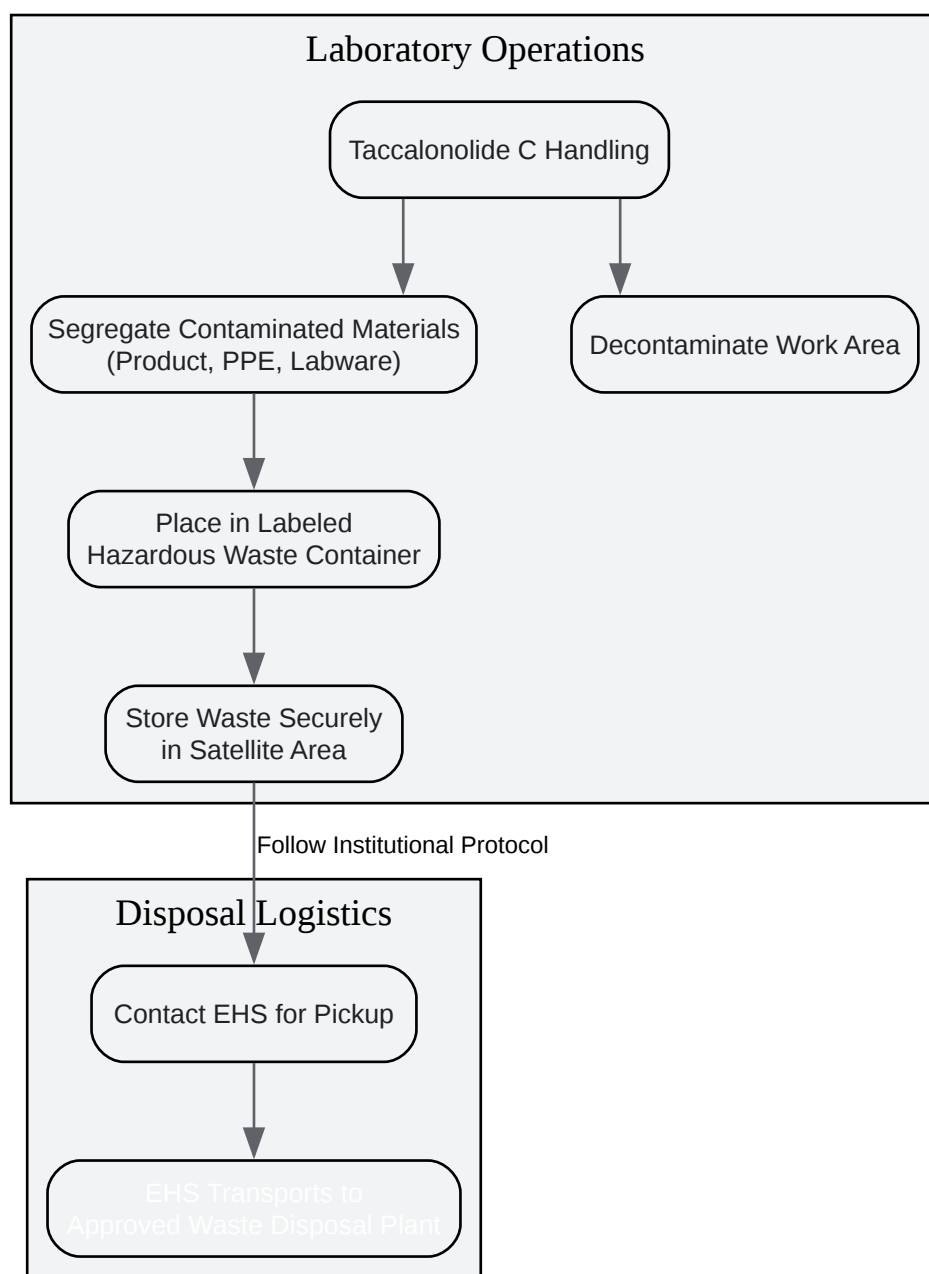 Laboratory Operations
Taccalonolide C Handling
Segregate Contaminated Materials
(Product, PPE, Labware)
Decontaminate Work Area
Place in Labeled
Hazardous Waste Container
Store Waste Securely
in Satellite Area
Follow Institutional Protocol
Disposal Logistics
Contact EHS for Pickup
EHS Transports to
Approved Waste Disposal Plant